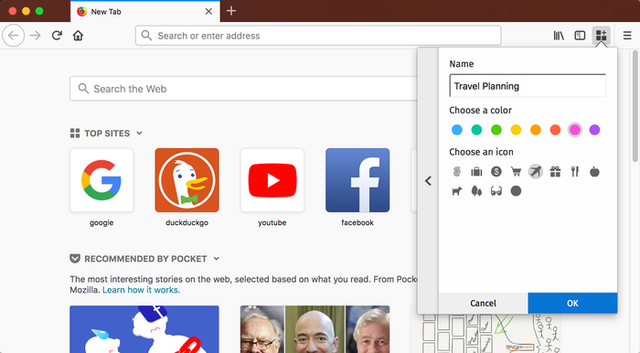 New Tab
Search or enter address
Search the Web
TOP SITES
google
duckduckgo
youtube
facebook
RECOMMENDED BY POCKET
The most interesting stories on the web, selected based on what you read. From Pocke
Mozilla. Learn how it works.
Name
Travel Planning
Choose a color
Choose an icon
Cancel
OK